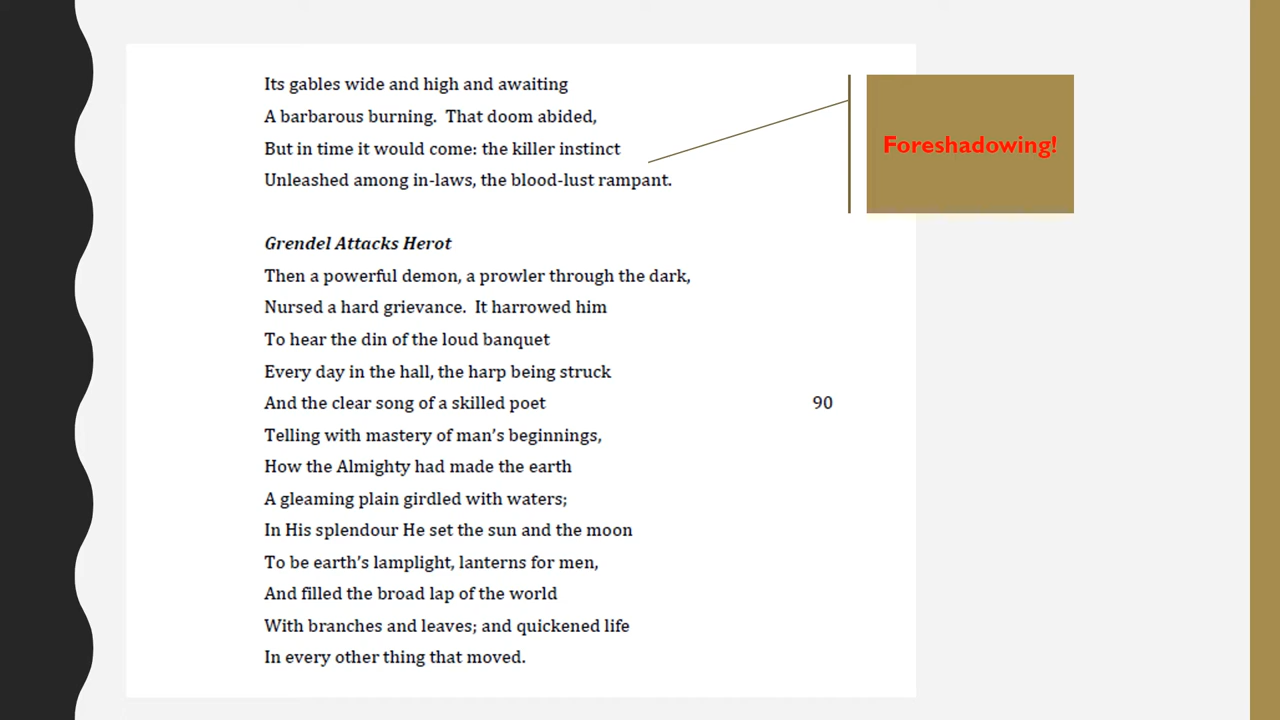 Its gables wide and high and awaiting
A barbarous burning.  That doom abided,
But in time it would come: the killer instinct
Unleashed among in-laws, the blood-lust rampant.
Foreshadowing!
Grendel Attacks Herot
Then a powerful demon, a prowler through the dark,
Nursed a hard grievance.  It harrowed him
To hear the din of the loud banquet
Every day in the hall, the harp being struck
And the clear song of a skilled poet 90
Telling with mastery of man’s beginnings,
How the Almighty had made the earth
A gleaming plain girdled with waters;
In His splendour He set the sun and the moon
To be earth’s lamplight, lanterns for men,
And filled the broad lap of the world
With branches and leaves; and quickened life
In every other thing that moved.